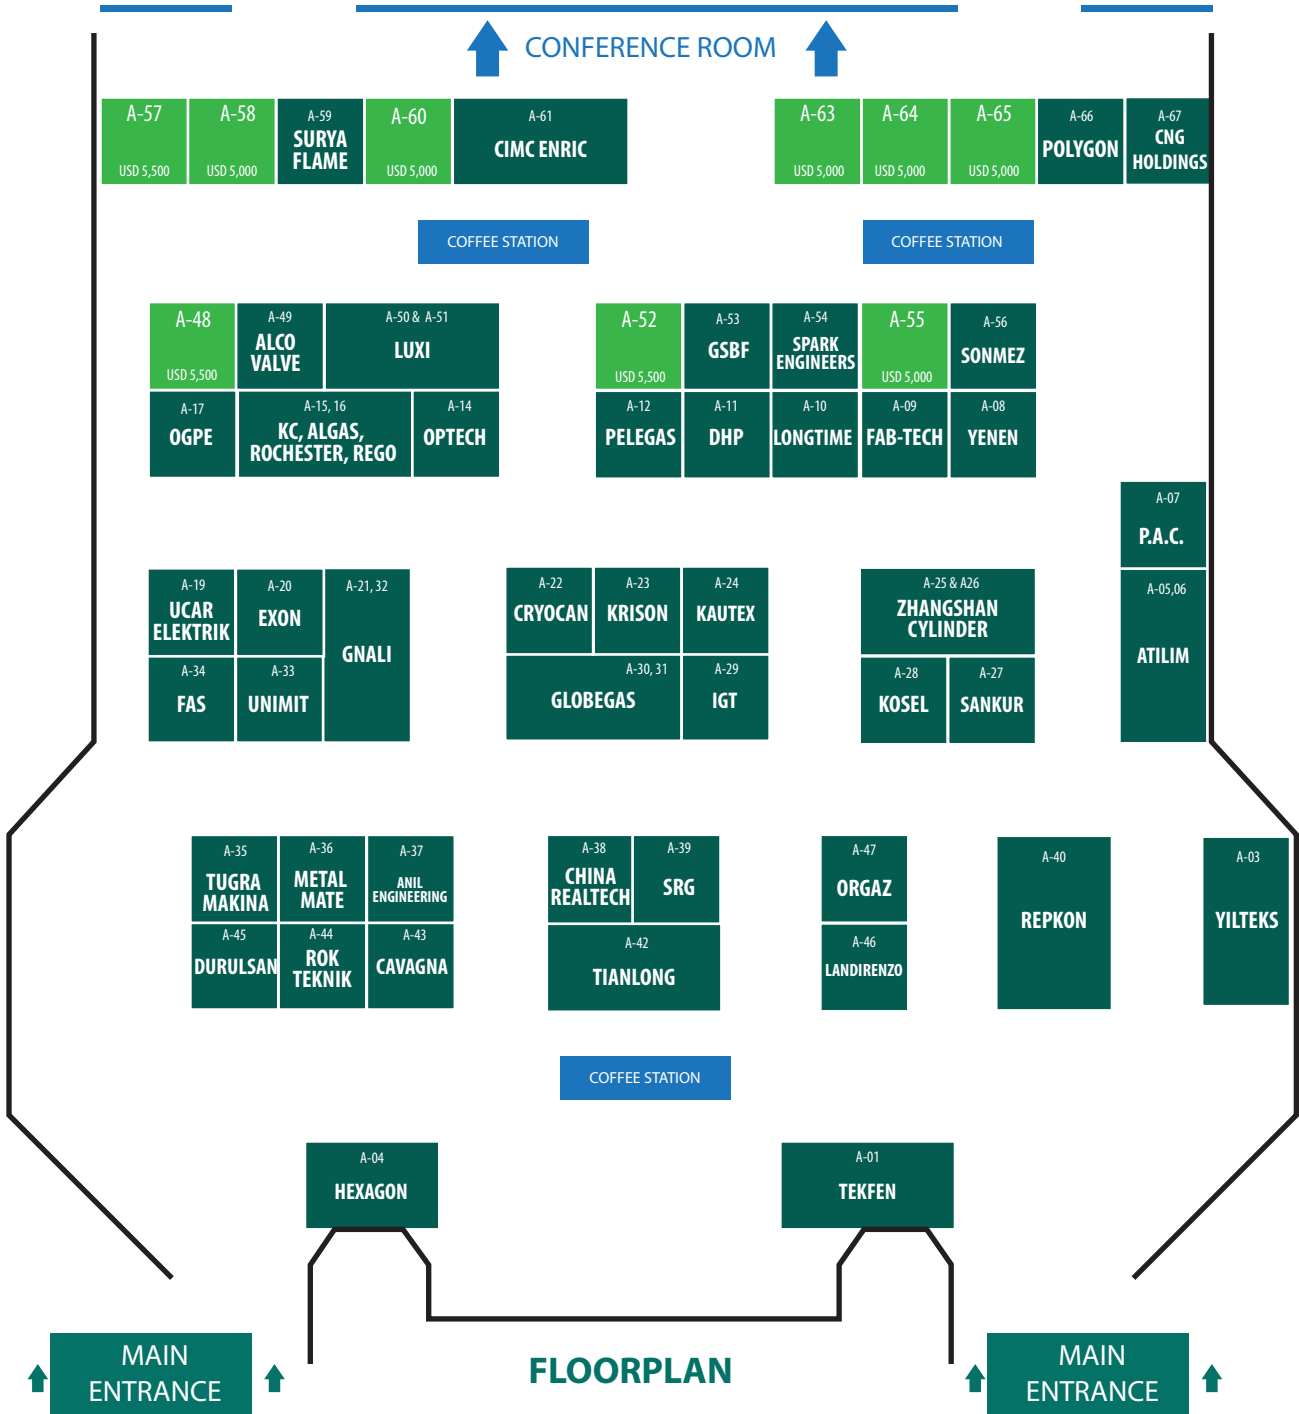 CONFERENCE ROOM
A-57
USD 5,500
A-58
USD 5,000
A-59
SURYA
FLAME
A-60
USD 5,000
A-61
CIMC ENRIC
A-63
USD 5,000
A-64
USD 5,000
A-65
USD 5,000
A-66
POLYGON
A-67
CNG
HOLDINGS
COFFEE STATION
COFFEE STATION
A-48
USD 5,500
A-49
ALCO
VALVE
A-50 & A-51
LUXI
A-52
USD 5,500
A-53
GSBF
A-54
SPARK
ENGINEERS
A-55
USD 5,000
A-56
SONMEZ
A-17
OGPE
A-15, 16
KC, ALGAS,
ROCHESTER, REGO
A-14
OPTECH
A-12
PELEGAS
A-11
DHP
A-10
LONGTIME
A-09
FAB-TECH
A-08
YENEN
A-07
P.A.C.
A-05,06
ATILIM
A-19
UCAR
ELEKTRIK
A-20
EXON
A-21, 32
GNALI
A-22
CRYOCAN
A-23
KRISON
A-24
KAUTEX
A-25 & A26
ZHANGSHAN
CYLINDER
A-34
FAS
A-33
UNIMIT
A-30, 31
GLOBEGAS
A-29
IGT
A-28
KOSEL
A-27
SANKUR
A-35
TUGRA
MAKINA
A-36
METAL
MATE
A-37
ANIL
ENGINEERING
A-38
CHINA
REALTECH
A-39
SRG
A-47
ORGAZ
A-40
REPKON
A-03
YILTEKS
A-45
DURULSAN
A-44
ROK
TEKNIK
A-43
CAVAGNA
A-42
TIANLONG
A-46
LANDIRENZO
COFFEE STATION
A-04
HEXAGON
A-01
TEKFEN
MAIN
ENTRANCE
FLOORPLAN
MAIN
ENTRANCE